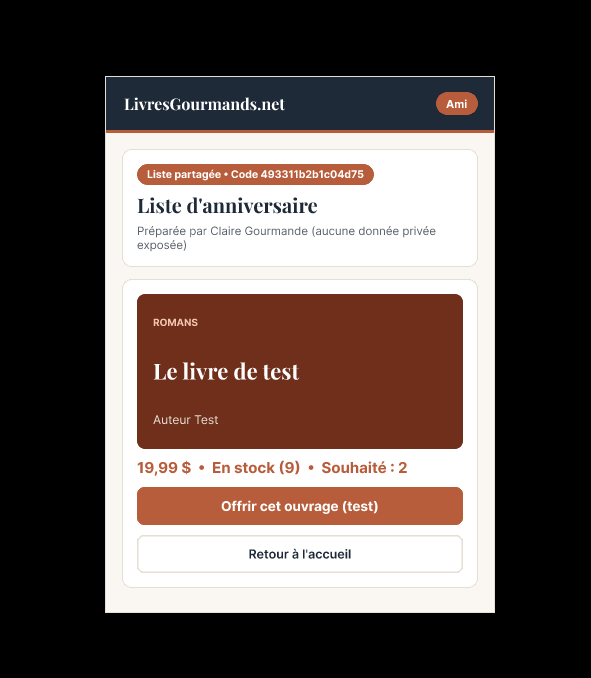 LivresGourmands.net
Ami
Liste partagée • Code 493311b2b1c04d75
Liste d'anniversaire
Préparée par Claire Gourmande (aucune donnée privée
exposée)
ROMANS
Le livre de test
Auteur Test
19,99 $ • En stock (9) • Souhaité : 2
Offrir cet ouvrage (test)
Retour à l'accueil